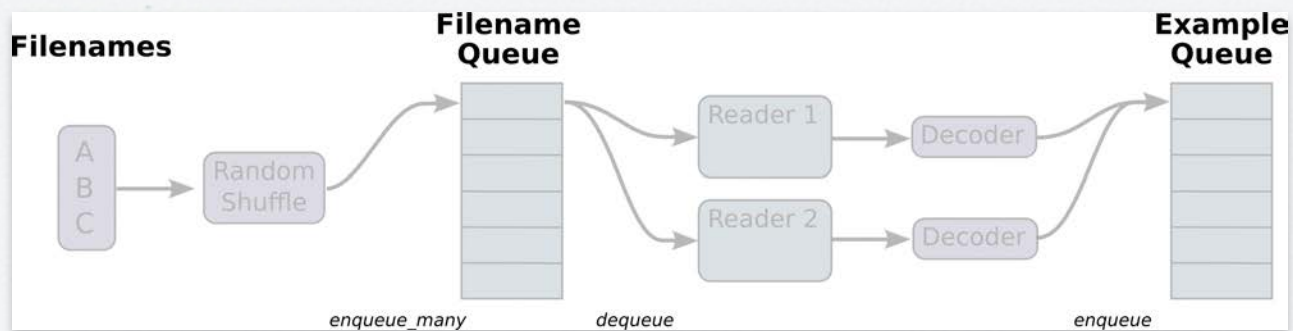 Filenames
Filename
Queue
Example
Queue
A
B
C
Random
Shuffle
Reader 1
Decoder
Reader 2
Decoder
enqueue_many
dequeue
enqueue